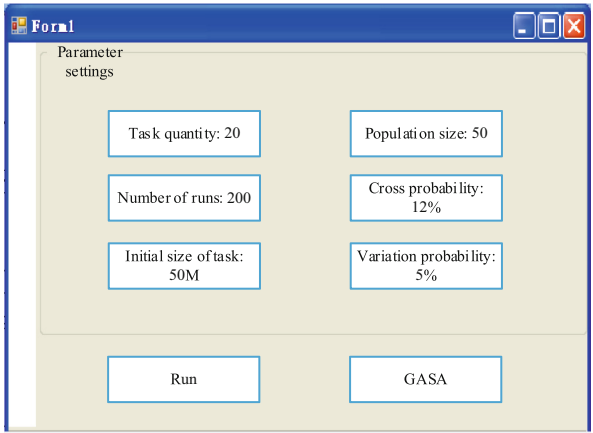 Form1
Parameter
settings
Task quantity: 20
Population size: 50
Number of runs: 200
Cross probability:
12%
Initial size of task:
50M
Variation probability:
5%
Run
GASA